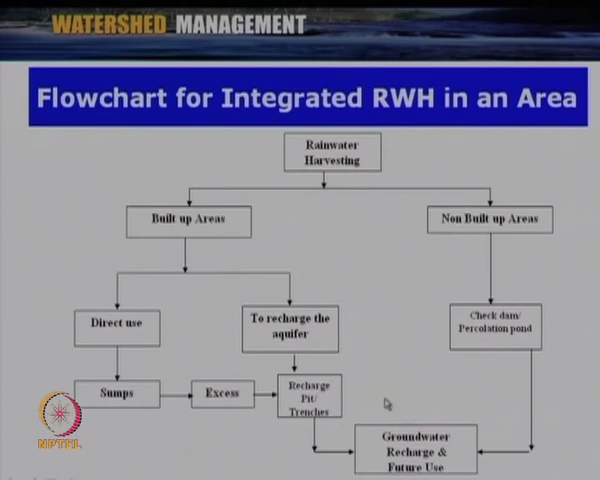 WATERSHED MANAGEMENT
Flowchart for Integrated RWH in an Area
Rainwater
Harvesting
Built up Areas
Non Built up Areas
Direct use
To recharge the
aquifer
Check dam/
Percolation pond
Sumps
Excess
Recharge
Pit/
Trenches
Groundwater
Recharge &
Future Use
NPTEL